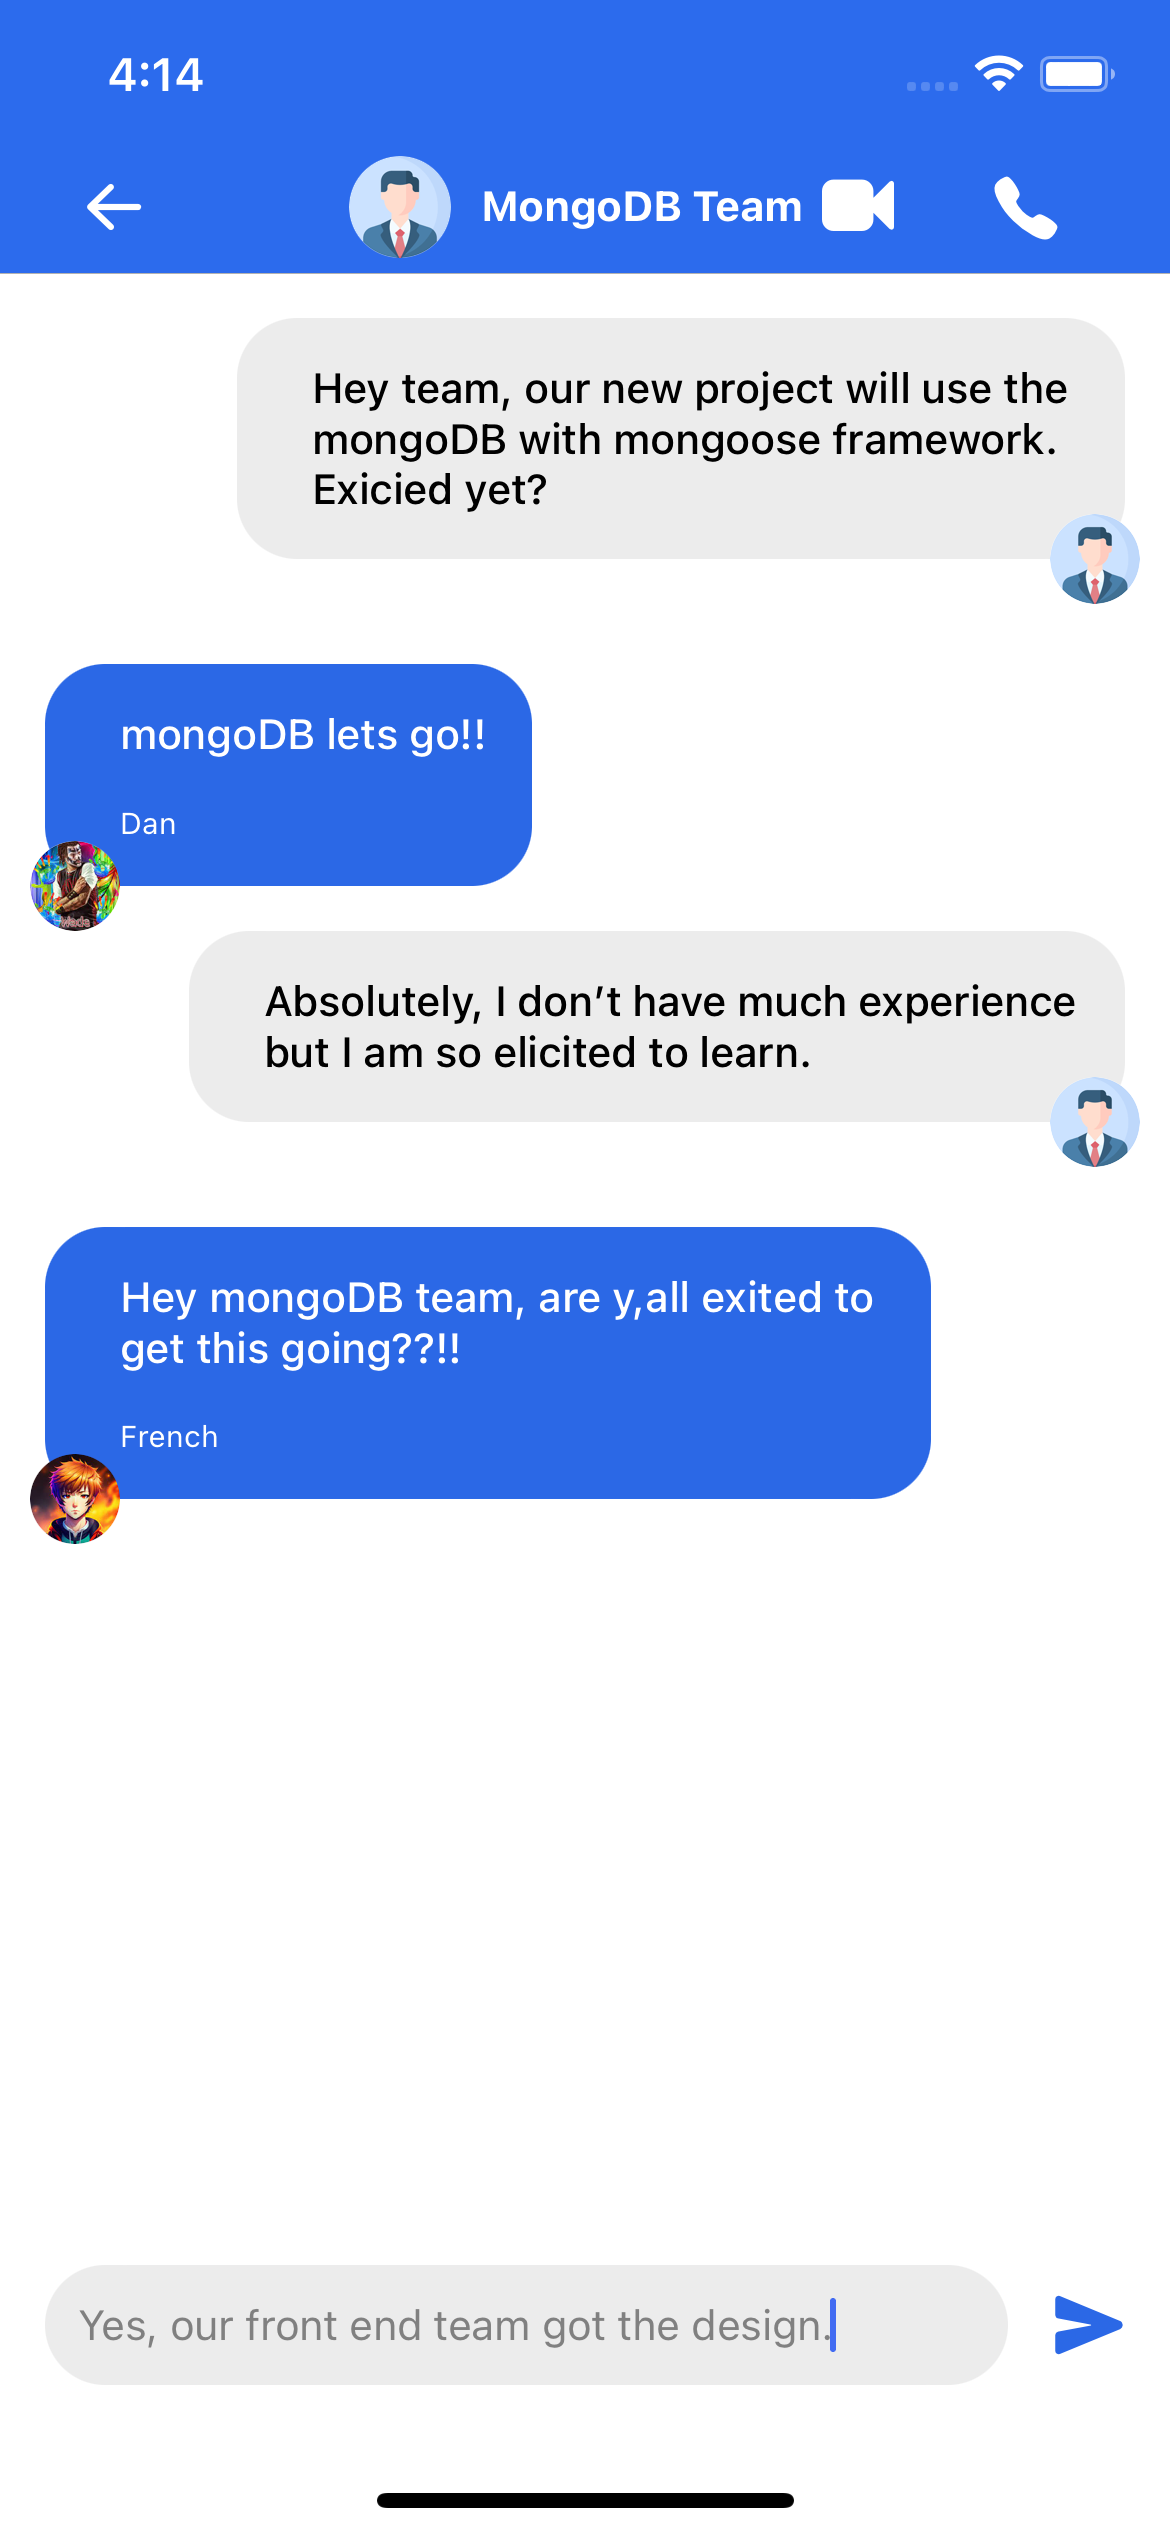 4:14
MongoDB Team
Hey team, our new project will use the
mongoDB with mongoose framework.
Exicied yet?
mongoDB lets go!!
Dan
wade
Absolutely, I don’t have much experience
but I am so elicited to learn.
Hey mongoDB team, are y,all exited to
get this going??!!
French
Yes, our front end team got the design.